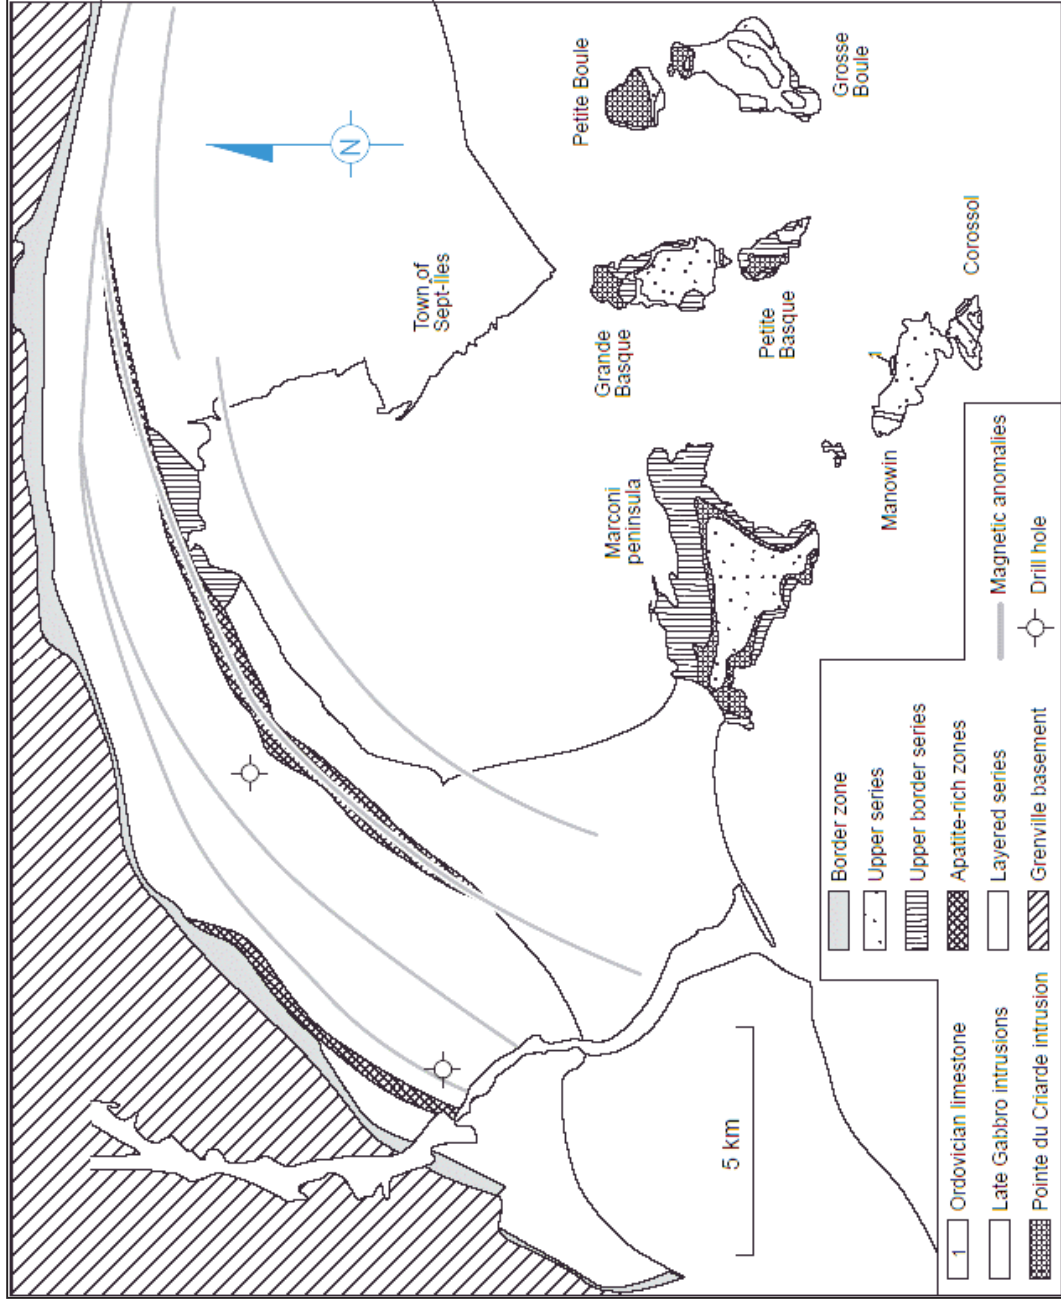 Petite Boule
Grosse
Boule
N
Town of
Sept-Iles
Grande
Basque
Petite
Basque
Corossol
1
Manowin
Marconi
peninsula
5 km
1
Ordovician limestone
Late Gabbro intrusions
Pointe du Criarde intrusion
Border zone
Upper series
Upper border series
Apatite-rich zones
Layered series
Grenville basement
Magnetic anomalies
Drill hole